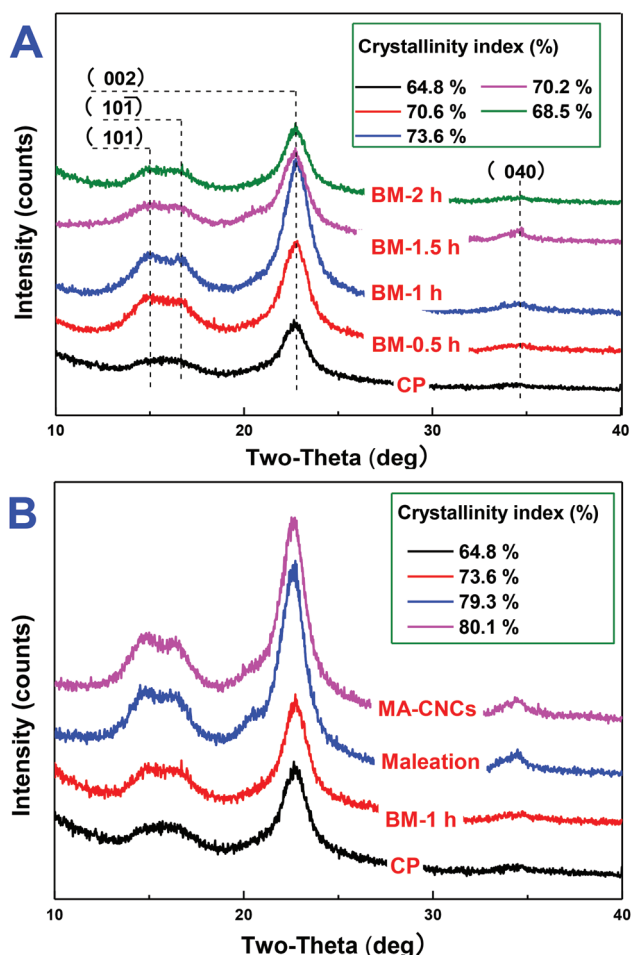 A
Crystallinity index (%)
64.8 % 70.2 %
70.6 % 68.5 %
73.6 %
( 002 )
( 101̅ )
( 101 )
( 040 )
BM-2 h
BM-1.5 h
BM-1 h
BM-0.5 h
CP
Intensity (counts)
10 20 30 40
Two-Theta (deg)
B
Crystallinity index (%)
64.8 %
73.6 %
79.3 %
80.1 %
MA-CNCs
Maleation
BM-1 h
CP
Intensity (counts)
10 20 30 40
Two-Theta (deg)